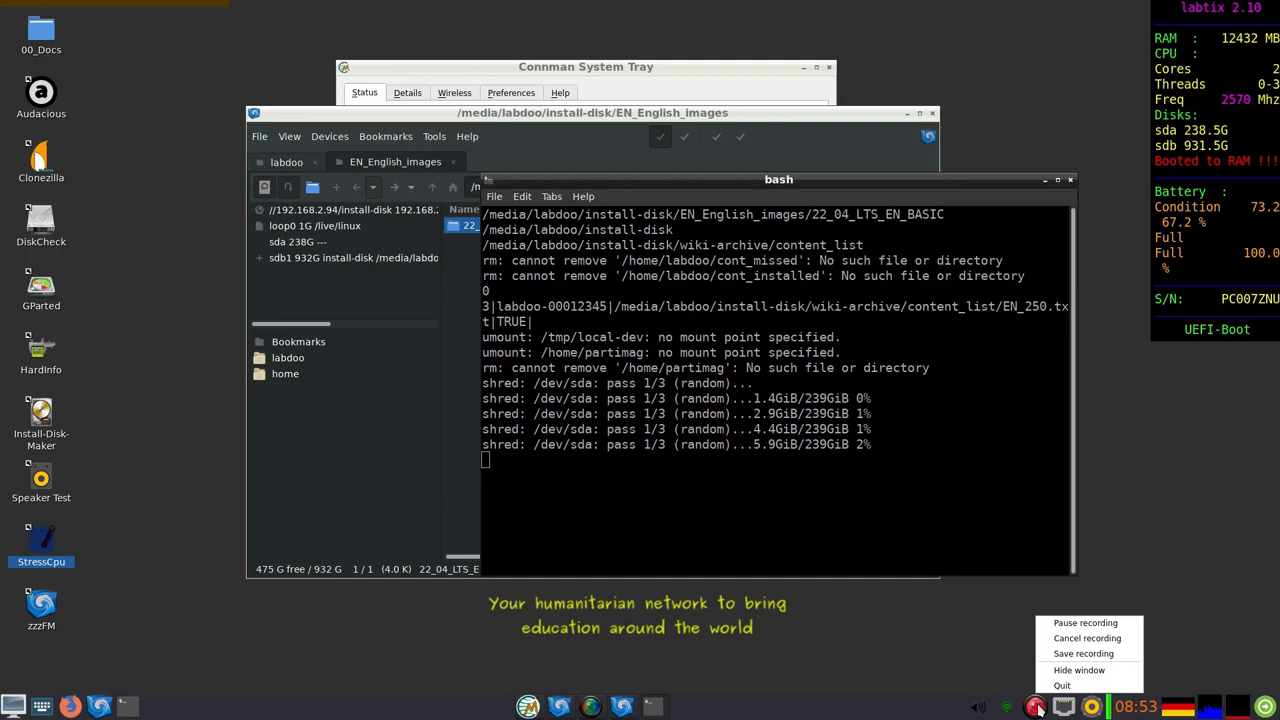 00_Docs
Audacious
Clonezilla
DiskCheck
GParted
HardInfo
Install-Disk-
Maker
Speaker Test
StressCpu
zzzFM
Connman System Tray
Status Details Wireless Preferences Help
/media/labdoo/install-disk/EN_English_images
File View Devices Bookmarks Tools Help
labdoo EN_English_images
Name
//192.168.2.94/install-disk 192.168.
loop0 1G /live/linux
sda 238G ---
sdb1 932G install-disk /media/labdo
Bookmarks
labdoo
home
475 G free / 932 G 1 / 1 (4.0 K) 22_04_LTS_E
bash
File Edit Tabs Help
/media/labdoo/install-disk/EN_English_images/22_04_LTS_EN_BASIC
/media/labdoo/install-disk
/media/labdoo/install-disk/wiki-archive/content_list
rm: cannot remove '/home/labdoo/cont_missed': No such file or directory
rm: cannot remove '/home/labdoo/cont_installed': No such file or directory
0
3|labdoo-00012345|/media/labdoo/install-disk/wiki-archive/content_list/EN_250.tx
t|TRUE|
umount: /tmp/local-dev: no mount point specified.
umount: /home/partimag: no mount point specified.
rm: cannot remove '/home/partimag': No such file or directory
shred: /dev/sda: pass 1/3 (random)...
shred: /dev/sda: pass 1/3 (random)...1.4GiB/239GiB 0%
shred: /dev/sda: pass 1/3 (random)...2.9GiB/239GiB 1%
shred: /dev/sda: pass 1/3 (random)...4.4GiB/239GiB 1%
shred: /dev/sda: pass 1/3 (random)...5.9GiB/239GiB 2%
Your humanitarian network to bring
education around the world
labtix 2.10
RAM : 12432 MB
CPU :
Cores 2
Threads 0-3
Freq 2570 Mhz
Disks:
sda 238.5G
sdb 931.5G
Booted to RAM !!!
Battery :
Condition 73.2
67.2 %
Full
Full 100.0
%
S/N: PC007ZNU
UEFI-Boot
Pause recording
Cancel recording
Save recording
Hide window
Quit
08:53